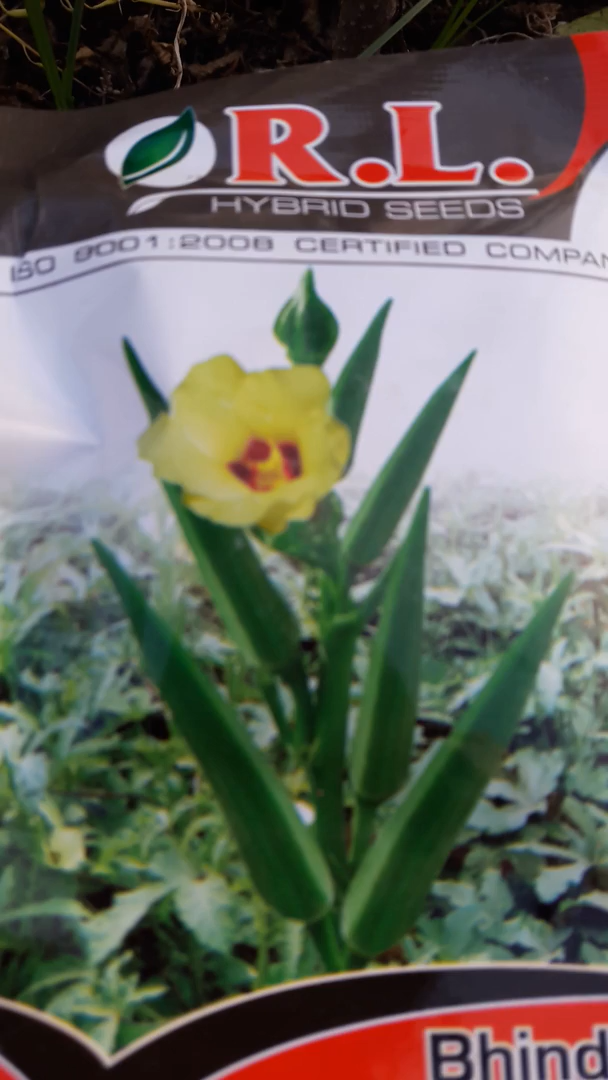 R.L.
HYBRID SEEDS
ISO 9001:2008 CERTIFIED COMPAN
Bhind